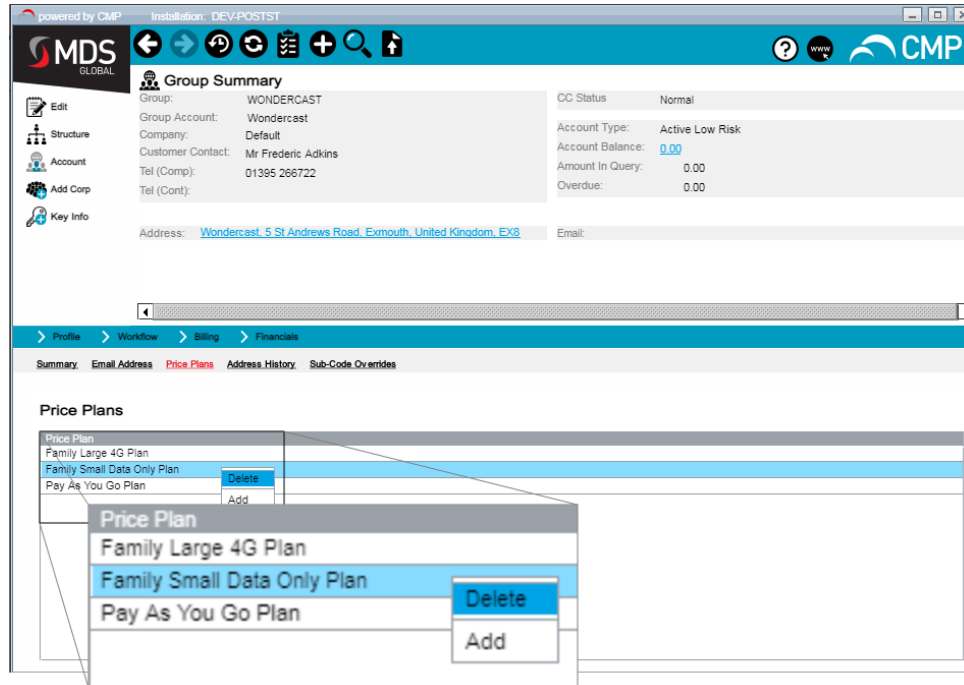 powered by CMP Installation: DEV-POSTST
MDS
GLOBAL
www
CMP
Edit
Structure
Account
Add Corp
Key Info
Group Summary
Group: WONDERCAST
Group Account: Wondercast
Company: Default
Customer Contact: Mr Frederic Adkins
Tel (Comp): 01395 266722
Tel (Cont):
Address: Wondercast, 5 St Andrews Road, Exmouth, United Kingdom, EX8
CC Status Normal
Account Type: Active Low Risk
Account Balance: 0.00
Amount In Query: 0.00
Overdue: 0.00
Email:
Profile Workflow Billing Financials
Summary Email Address Price Plans Address History Sub-Code Overrides
Price Plans
Price Plan
Family Large 4G Plan
Family Small Data Only Plan
Pay As You Go Plan
Delete
Add
Price Plan
Family Large 4G Plan
Family Small Data Only Plan
Pay As You Go Plan
Delete
Add